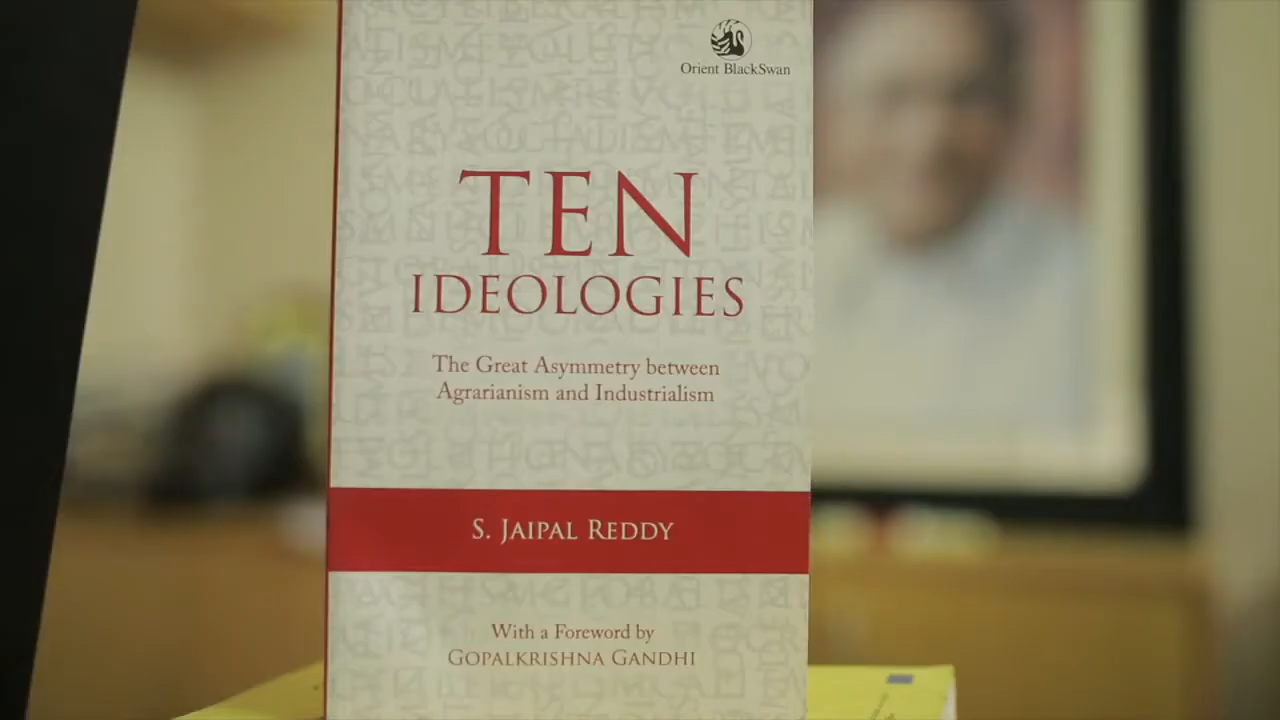 Orient BlackSwan
TEN
IDEOLOGIES
The Great Asymmetry between
Agrarianism and Industrialism
S. JAIPAL REDDY
With a Foreword by
GOPALKRISHNA GANDHI